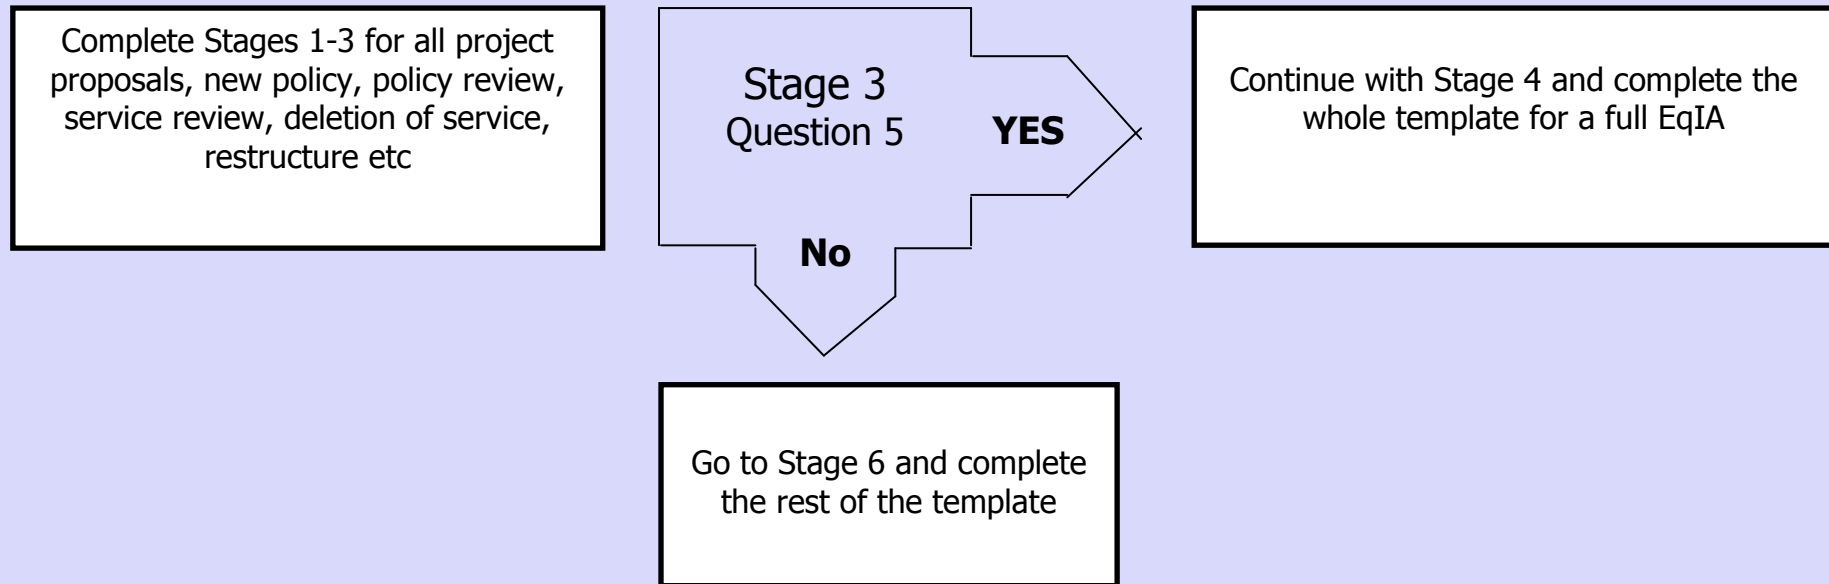 Complete Stages 1-3 for all project
proposals, new policy, policy review,
service review, deletion of service,
restructure etc
Stage 3
Question 5
YES
No
Continue with Stage 4 and complete the
whole template for a full EqIA
Go to Stage 6 and complete
the rest of the template